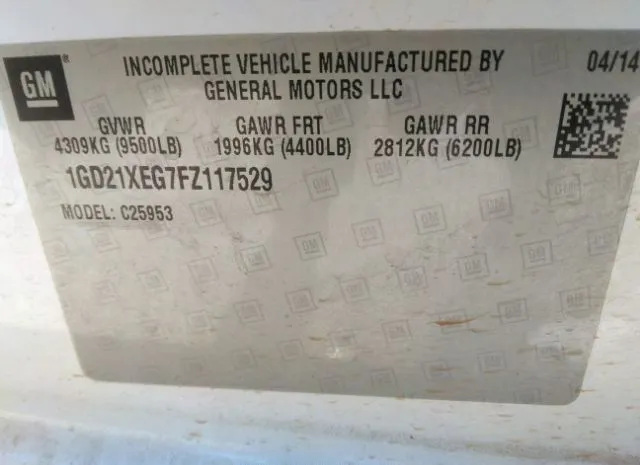 GM
INCOMPLETE VEHICLE MANUFACTURED BY 04/14
GENERAL MOTORS LLC
GVWR GAWR FRT GAWR RR
4309KG (9500LB) 1996KG (4400LB) 2812KG (6200LB)
1GD21XEG7FZ117529
MODEL: C25953